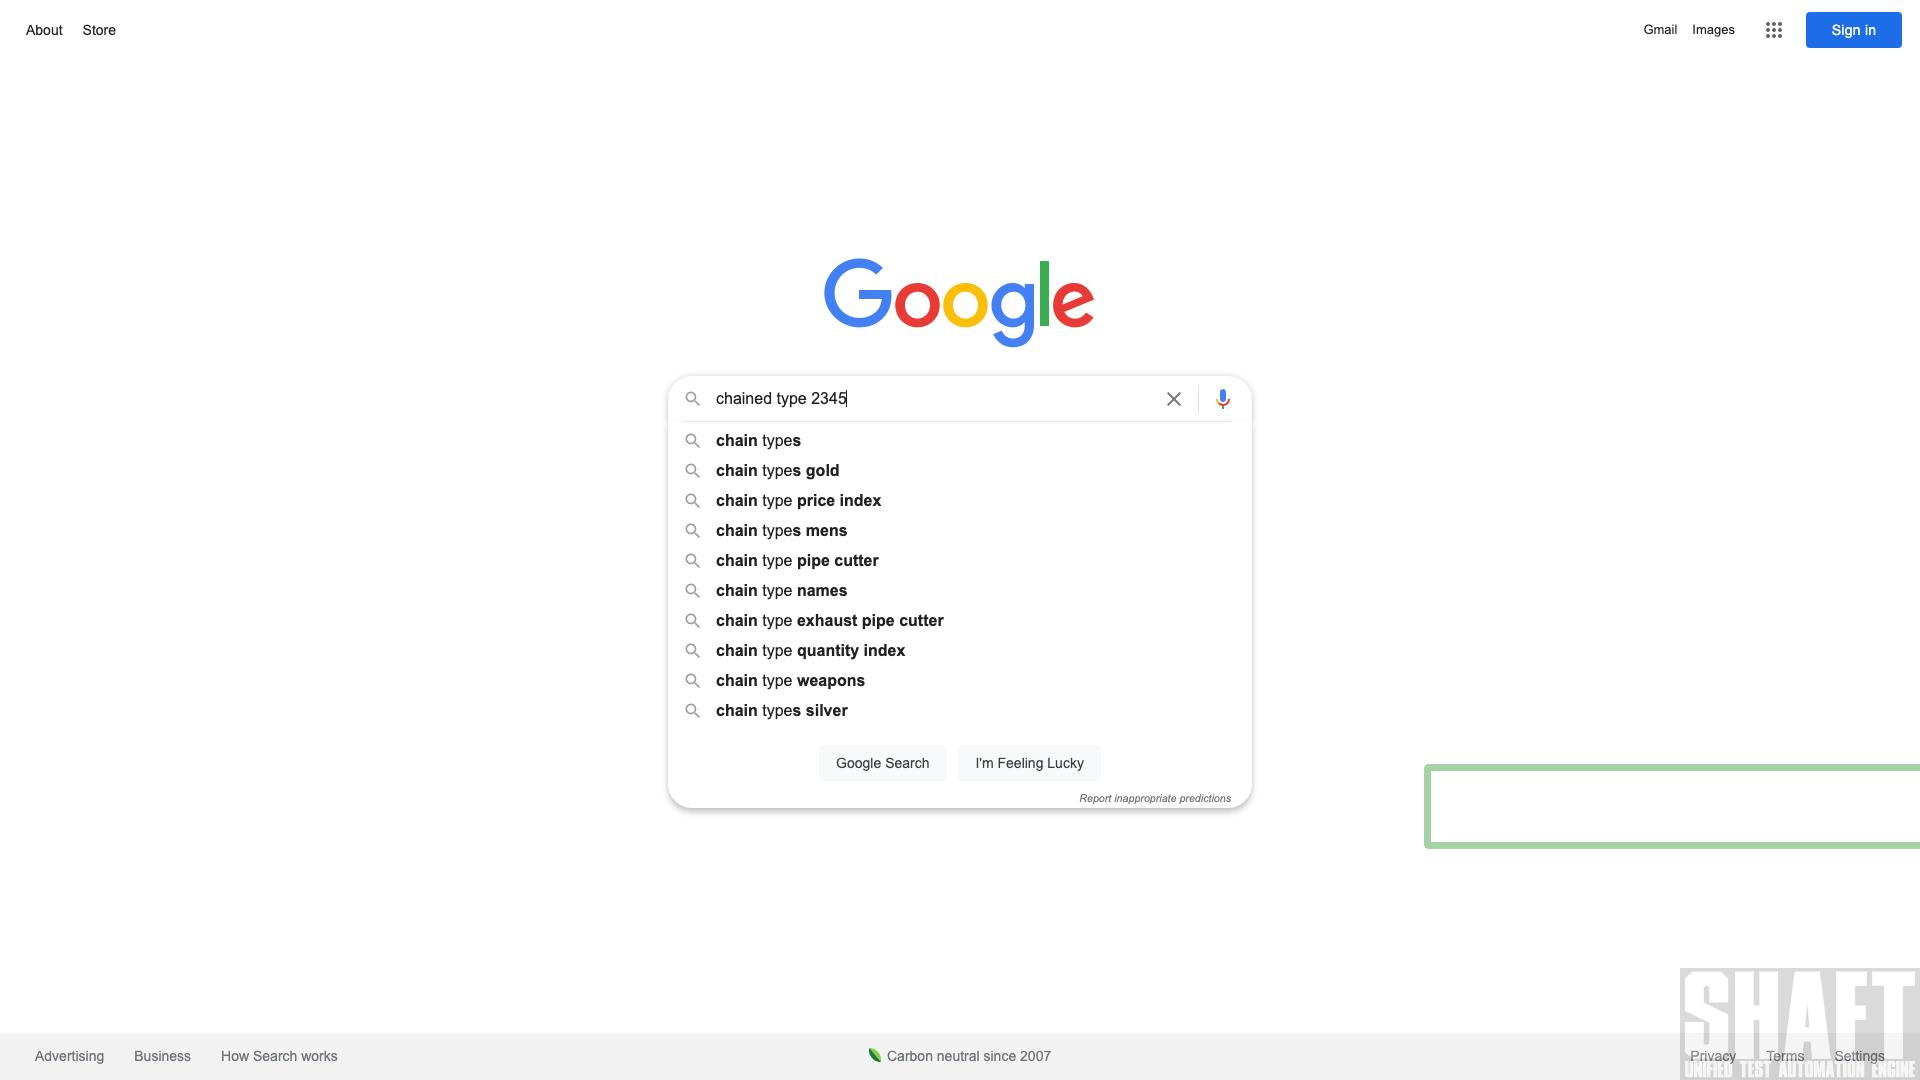 About Store Gmail Images Sign in
Google
chained type 2345
chain types
chain types gold
chain type price index
chain types mens
chain type pipe cutter
chain type names
chain type exhaust pipe cutter
chain type quantity index
chain type weapons
chain types silver
Google Search I'm Feeling Lucky
Report inappropriate predictions
SHAFT
Advertising Business How Search works Carbon neutral since 2007 Privacy Terms Settings
UNIFIED TEST AUTOMATION ENGINE